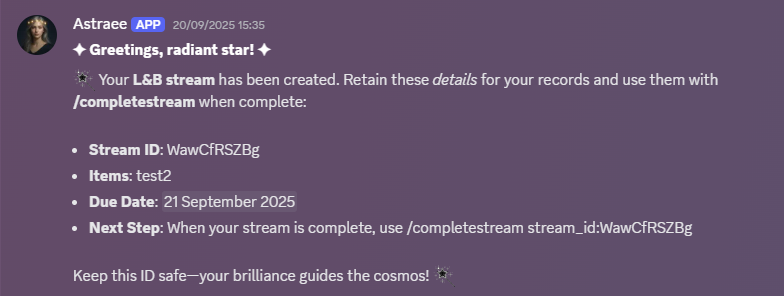 Astraee APP 20/09/2025 15:35
✦ Greetings, radiant star! ✦
Your L&B stream has been created. Retain these details for your records and use them with
/completestream when complete:
• Stream ID: WawCfRSZBg
• Items: test2
• Due Date: 21 September 2025
• Next Step: When your stream is complete, use /completestream stream_id:WawCfRSZBg
Keep this ID safe—your brilliance guides the cosmos!